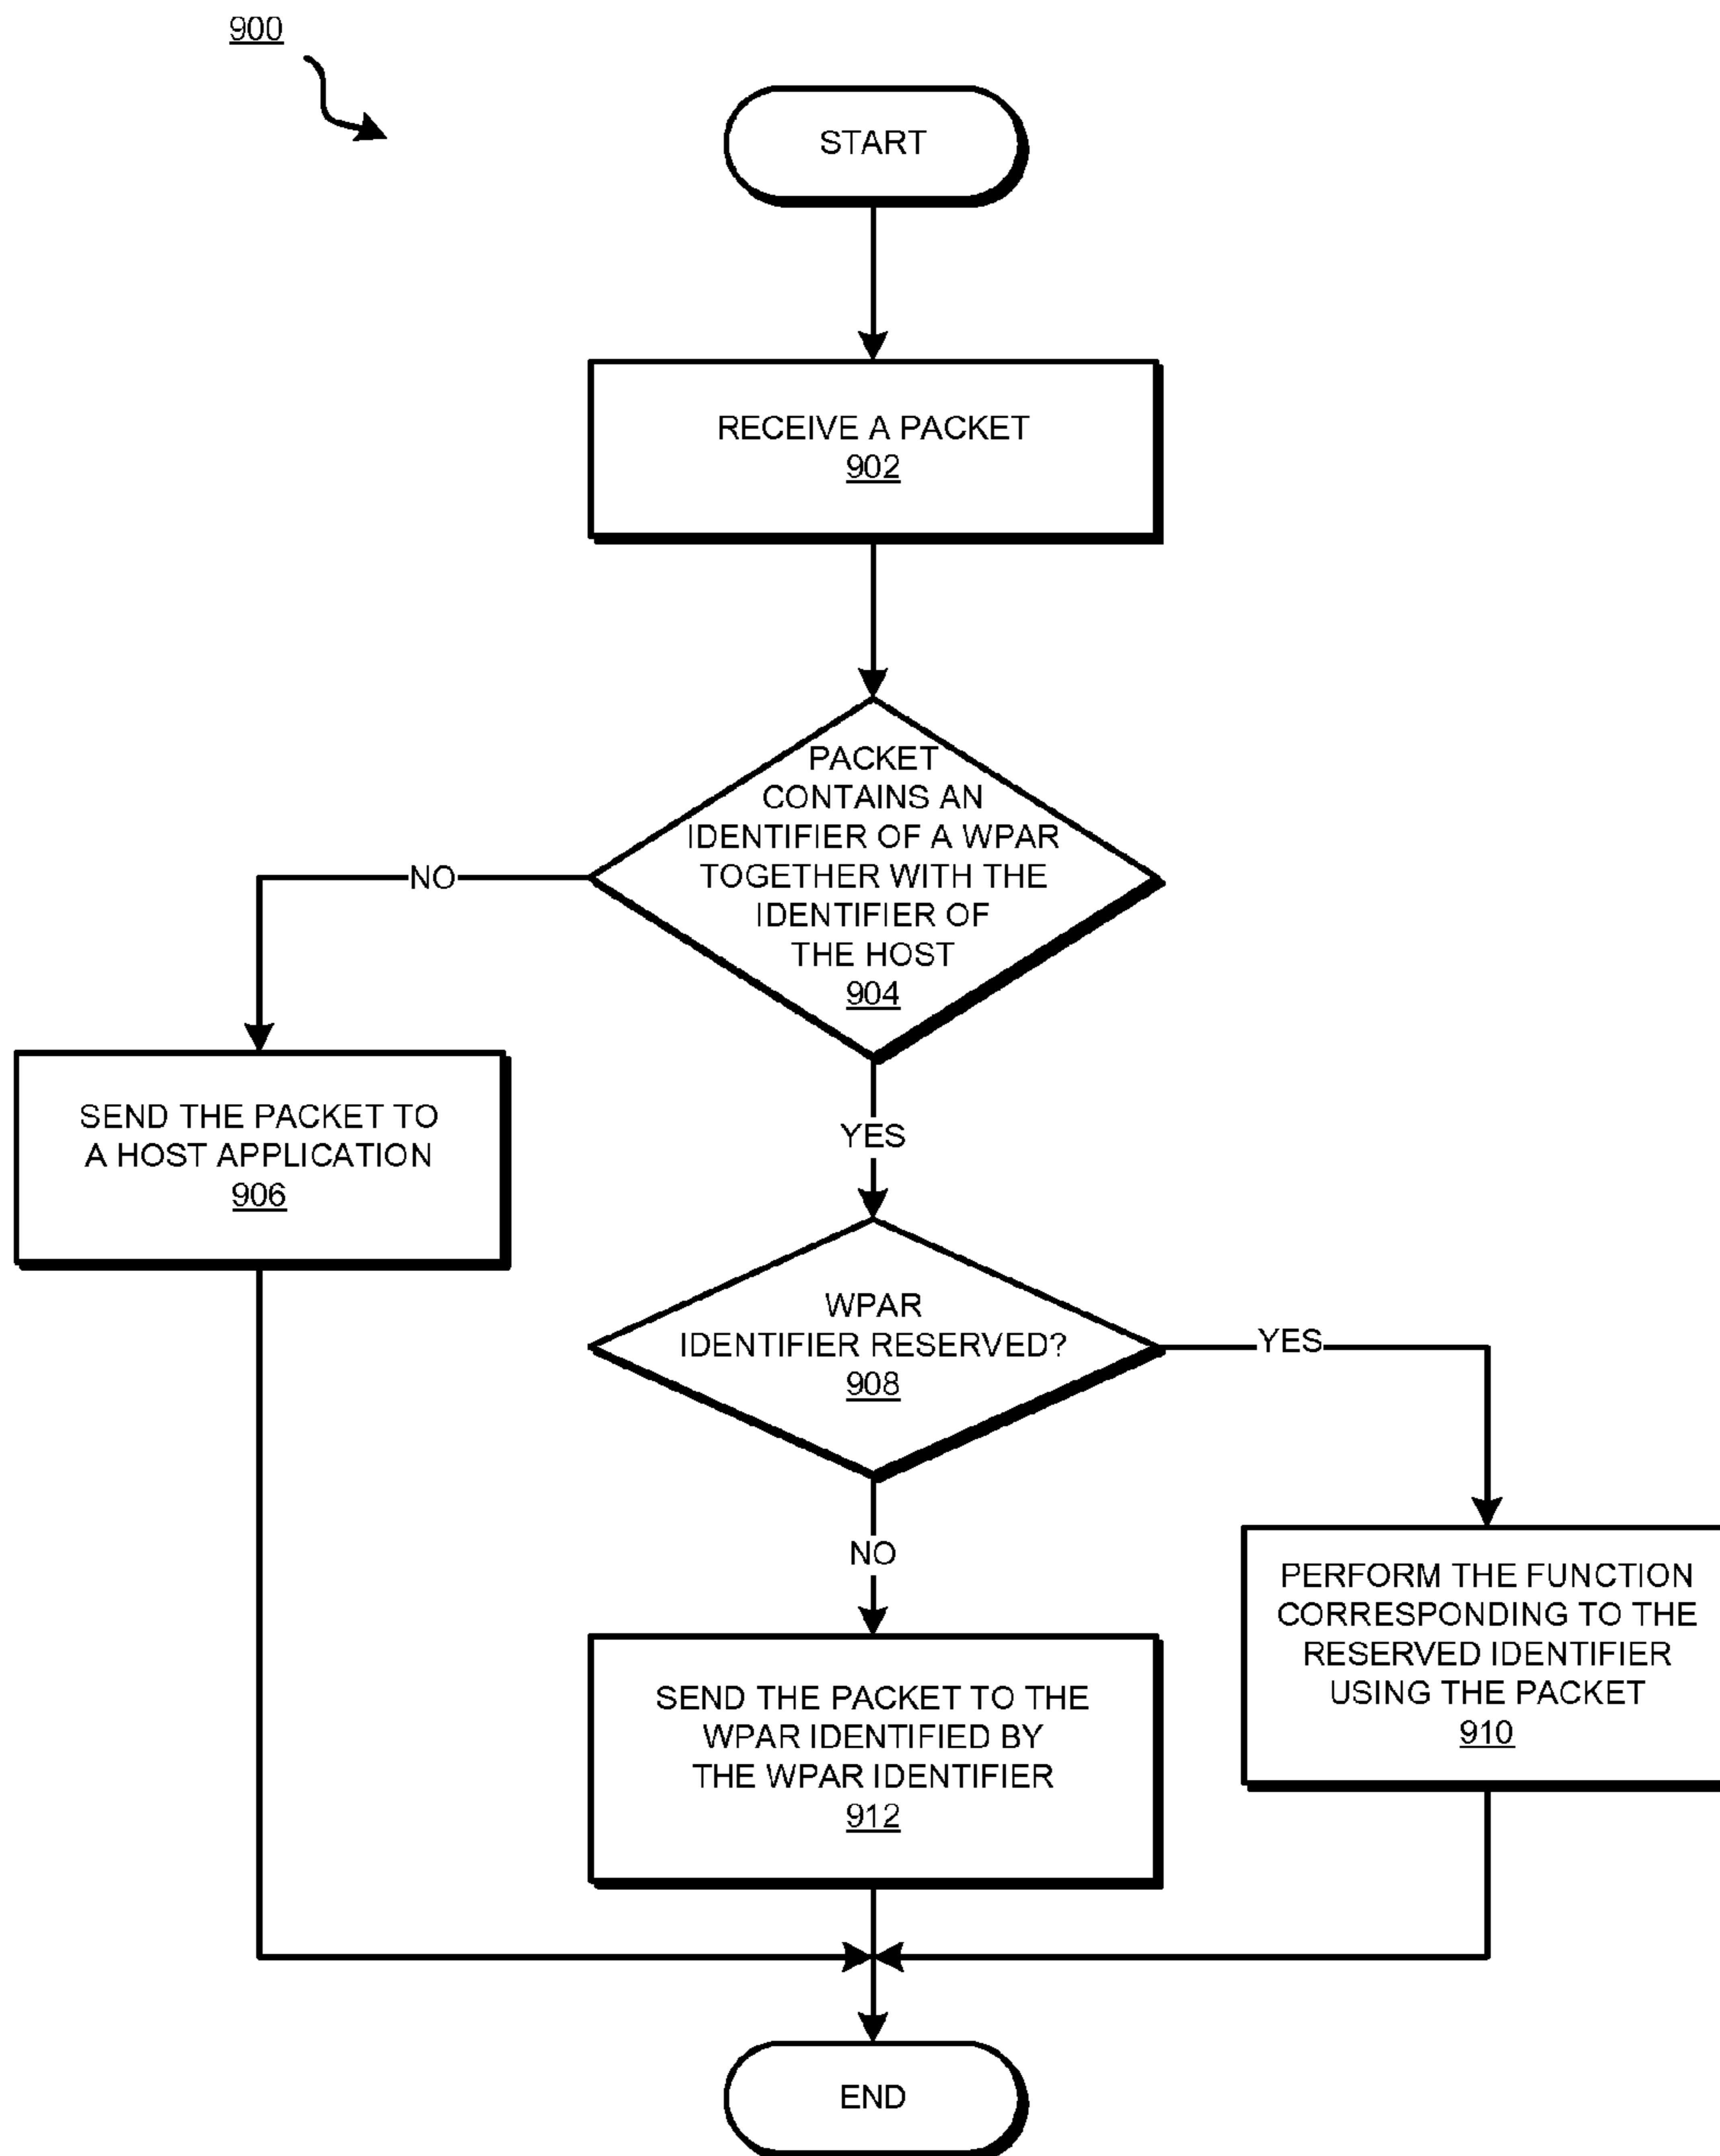 900
START
RECEIVE A PACKET
902
PACKET
CONTAINS AN
IDENTIFIER OF A WPAR
TOGETHER WITH THE
IDENTIFIER OF
THE HOST
904
NO
SEND THE PACKET TO
A HOST APPLICATION
906
YES
WPAR
IDENTIFIER RESERVED?
908
YES
NO
PERFORM THE FUNCTION
CORRESPONDING TO THE
RESERVED IDENTIFIER
USING THE PACKET
910
SEND THE PACKET TO THE
WPAR IDENTIFIED BY
THE WPAR IDENTIFIER
912
END